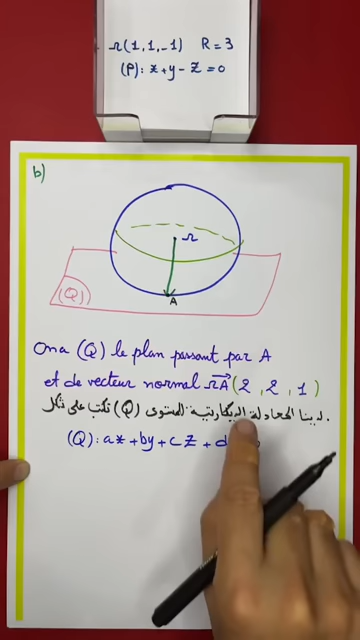 Ω(1,1,-1) R=3
(P): x+y-z=0
b)
Ω
(Q)
A
On a (Q) le plan passant par A
et de vecteur normal ΩA→(2, 2, 1)
لدينا المعادلة الديكارتية للمستوى (Q) تكتب على شكل.
(Q): ax+by+cz+d